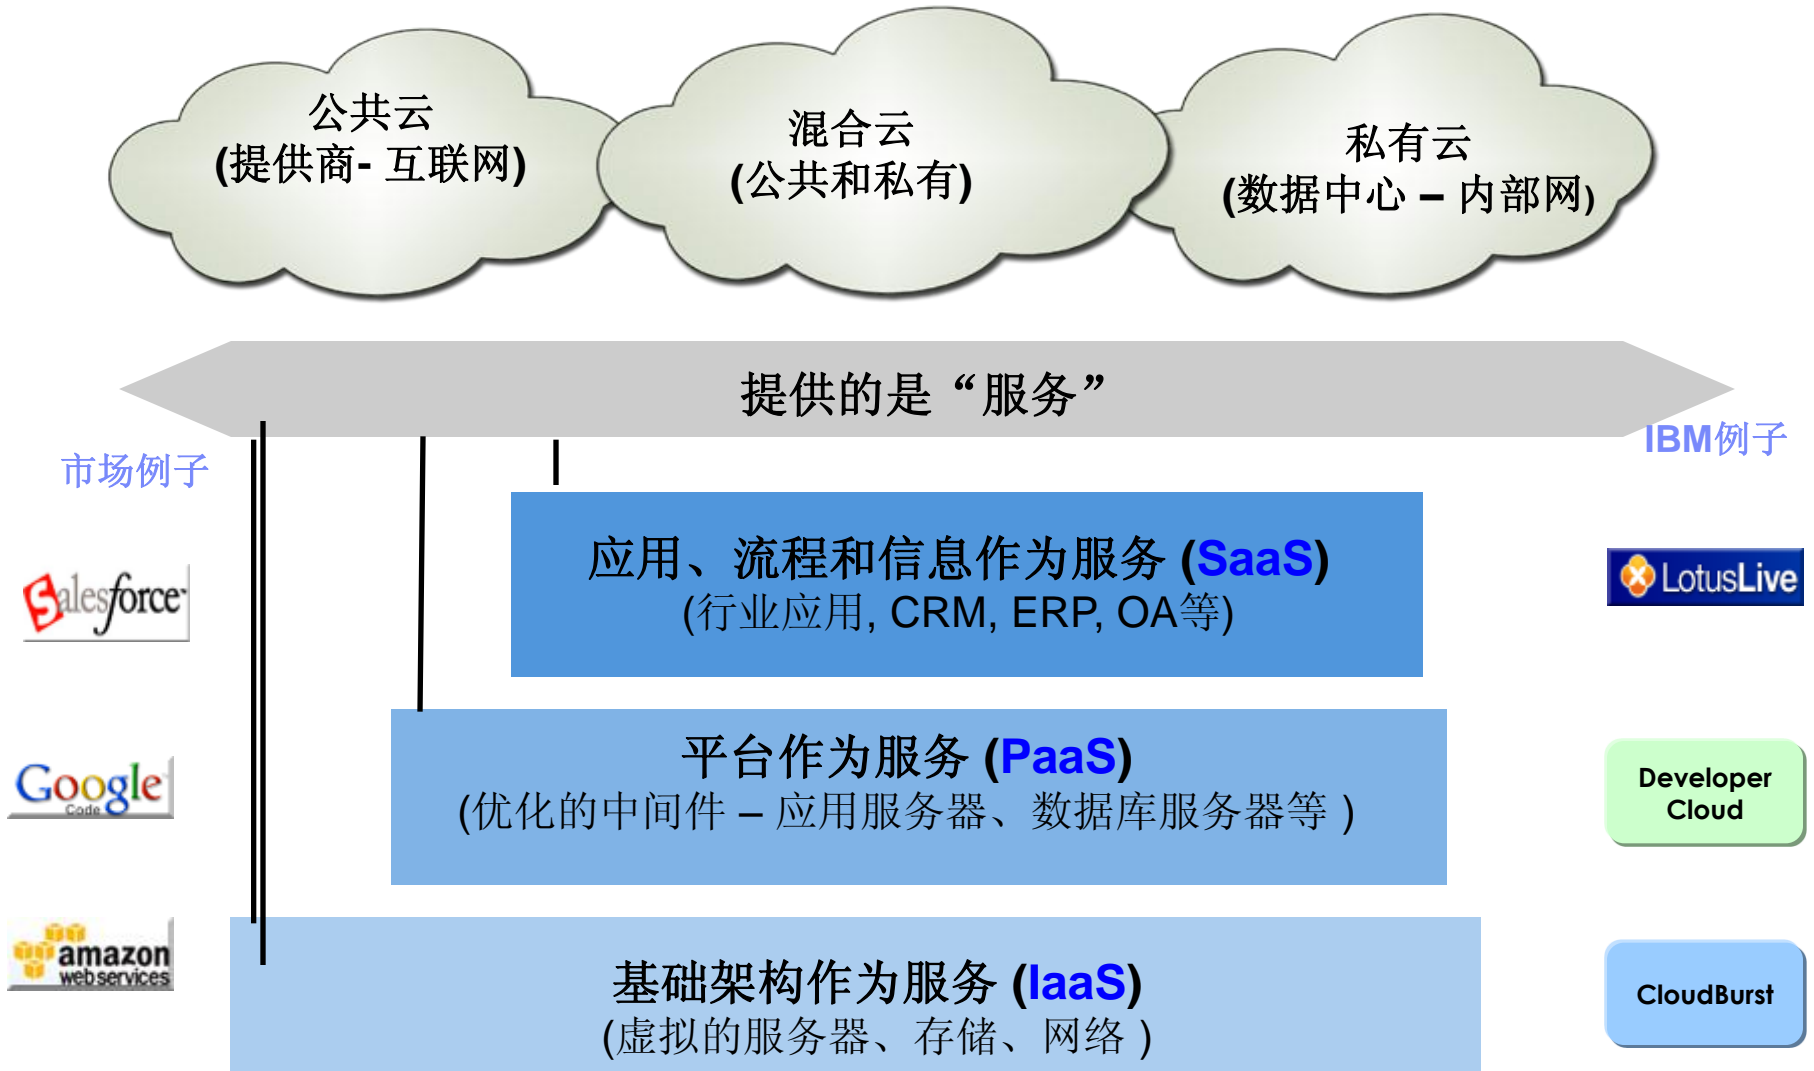 公共云
(提供商- 互联网)
混合云
(公共和私有)
私有云
(数据中心 – 内部网)
提供的是“服务”
市场例子
IBM例子
应用、流程和信息作为服务 (SaaS)
(行业应用, CRM, ERP, OA等)
Salesforce
LotusLive
平台作为服务 (PaaS)
(优化的中间件 – 应用服务器、数据库服务器等 )
Google
Code
Developer
Cloud
amazon
webservices
基础架构作为服务 (IaaS)
(虚拟的服务器、存储、网络 )
CloudBurst